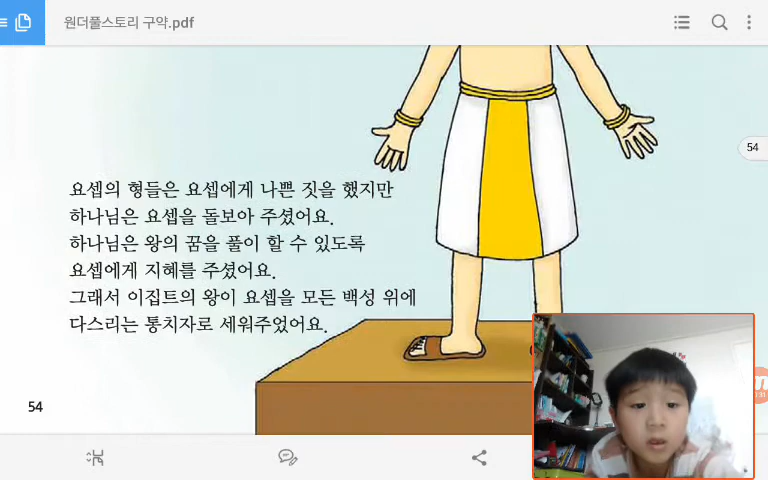 원더풀스토리 구약.pdf
54
요셉의 형들은 요셉에게 나쁜 짓을 했지만
하나님은 요셉을 돌보아 주셨어요.
하나님은 왕의 꿈을 풀이 할 수 있도록
요셉에게 지혜를 주셨어요.
그래서 이집트의 왕이 요셉을 모든 백성 위에
다스리는 통치자로 세워주었어요.
54